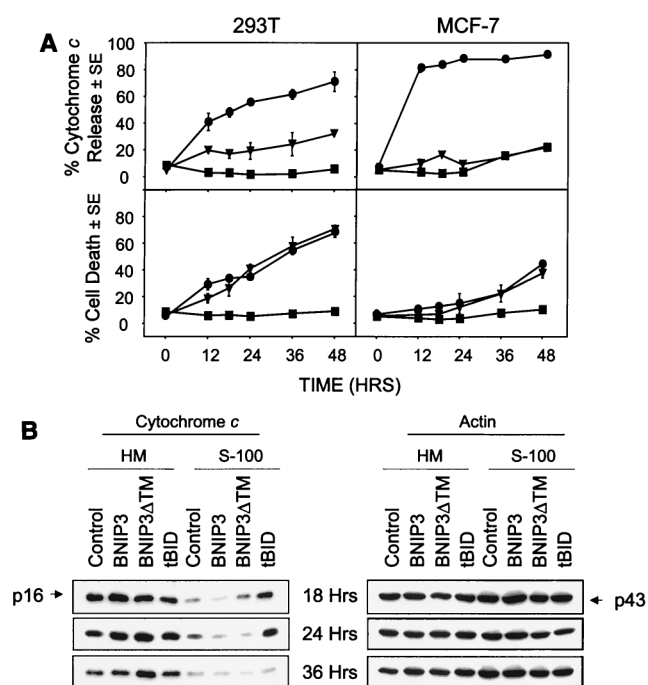 293T MCF-7
A
% Cytochrome c
Release ± SE
100
80
60
40
20
0
% Cell Death ± SE
80
60
40
20
0
0 12 24 36 48 0 12 24 36 48
TIME (HRS)
B
Cytochrome c Actin
HM S-100 HM S-100
Control BNIP3 BNIP3ΔTM tBID Control BNIP3 BNIP3ΔTM tBID Control BNIP3 BNIP3ΔTM tBID Control BNIP3 BNIP3ΔTM tBID
p16 18 Hrs p43
24 Hrs
36 Hrs